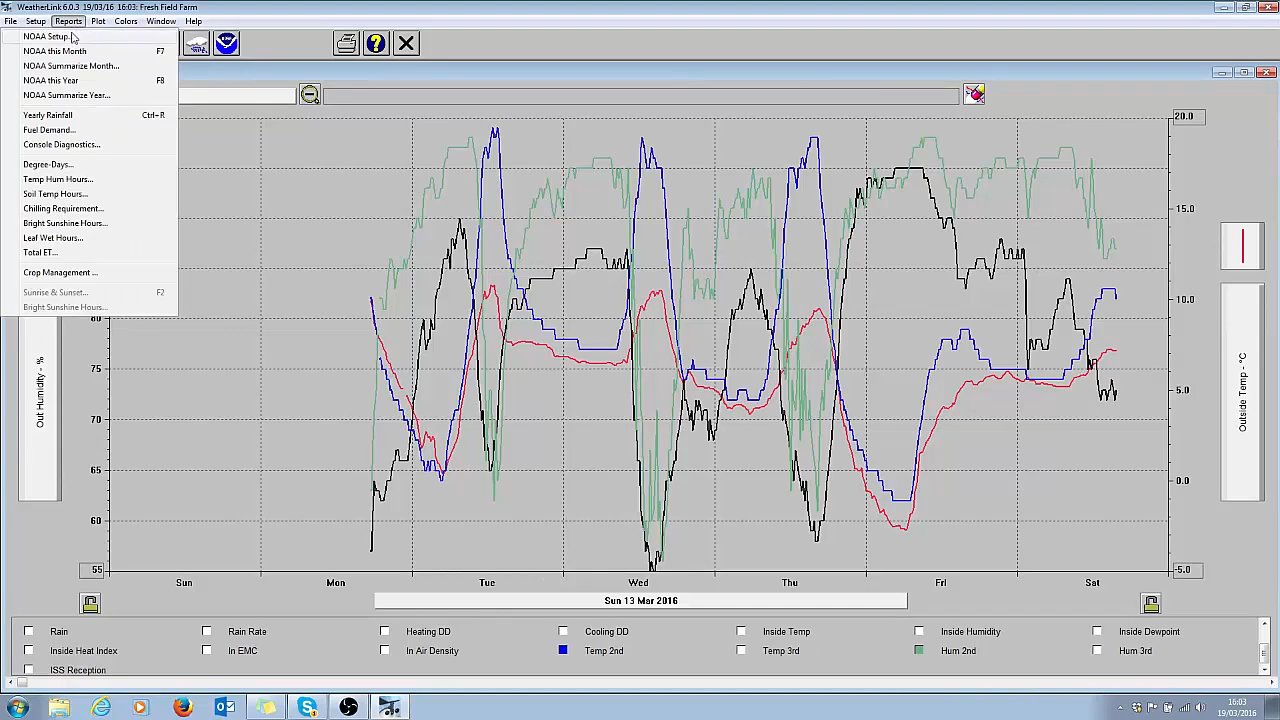 WeatherLink 6.0.3 19/03/16 16:03: Fresh Field Farm
File Setup Reports Plot Colors Window Help
NOAA Setup...
NOAA this Month F7
NOAA Summarize Month...
NOAA this Year F8
NOAA Summarize Year...
Yearly Rainfall Ctrl+R
Fuel Demand...
Console Diagnostics...
Degree-Days...
Temp Hum Hours...
Soil Temp Hours...
Chilling Requirement...
Bright Sunshine Hours...
Leaf Wet Hours...
Total ET...
Crop Management ...
Sunrise & Sunset... F2
Bright Sunshine Hours...
20.0
15.0
10.0
5.0
0.0
-5.0
80
75
70
65
60
55
Out Humidity - %
Outside Temp - °C
Sun Mon Tue Wed Thu Fri Sat
Sun 13 Mar 2016
Rain Rain Rate Heating DD Cooling DD Inside Temp Inside Humidity Inside Dewpoint
Inside Heat Index In EMC In Air Density Temp 2nd Temp 3rd Hum 2nd Hum 3rd
ISS Reception
16:03
19/03/2016